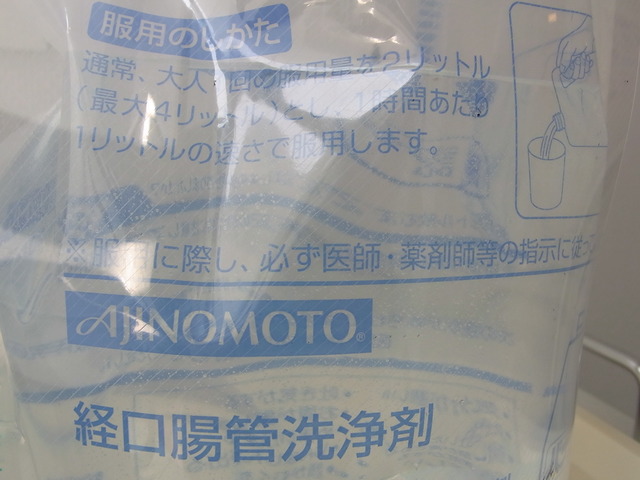 服用のしかた
通常、大人1回の服用量を2リットル
（最大4リットル）とし、1時間あたり
1リットルの速さで服用します。
※服用に際し、必ず医師・薬剤師等の指示に従っ
AJINOMOTO®
経口腸管洗浄剤